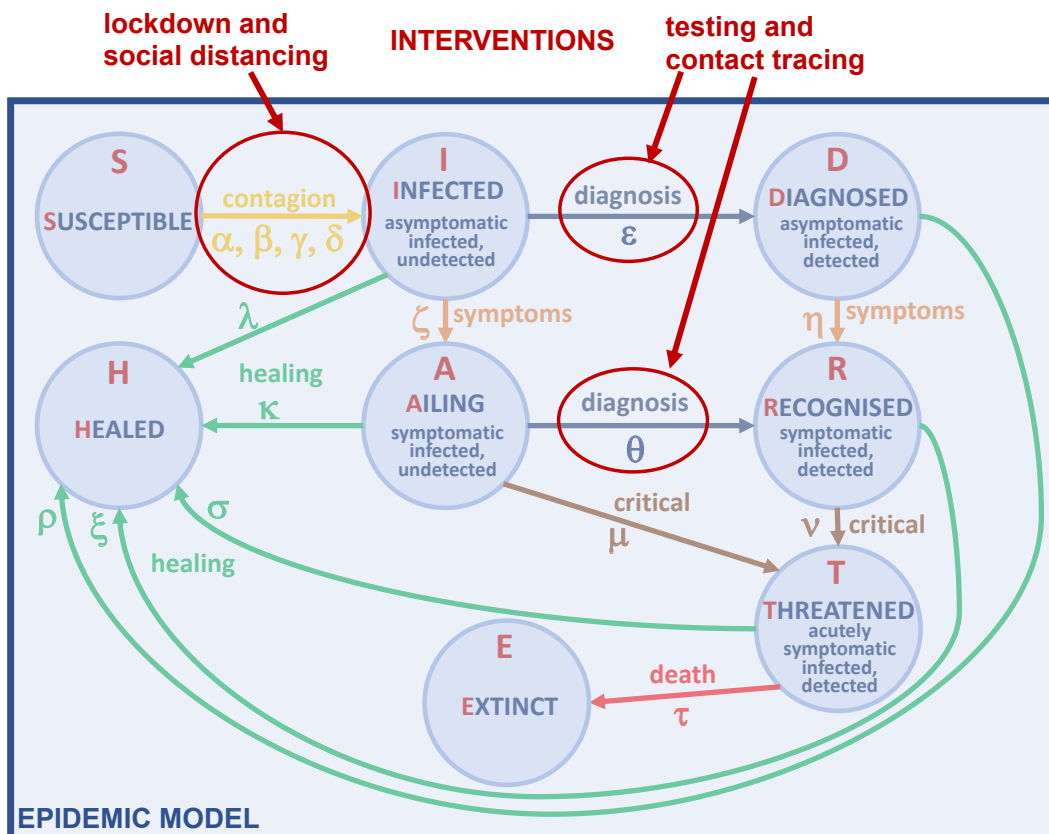 lockdown and
social distancing
INTERVENTIONS
testing and
contact tracing
S
SUSCEPTIBLE
contagion
α, β, γ, δ
I
INFECTED
asymptomatic
infected,
undetected
diagnosis
ε
D
DIAGNOSED
asymptomatic
infected,
detected
λ
ζ symptoms
η symptoms
H
HEALED
healing
κ
A
AILING
symptomatic
infected,
undetected
diagnosis
θ
R
RECOGNISED
symptomatic
infected,
detected
ρ
ξ
σ
healing
critical
μ
ν critical
T
THREATENED
acutely
symptomatic
infected,
detected
E
EXTINCT
death
τ
EPIDEMIC MODEL